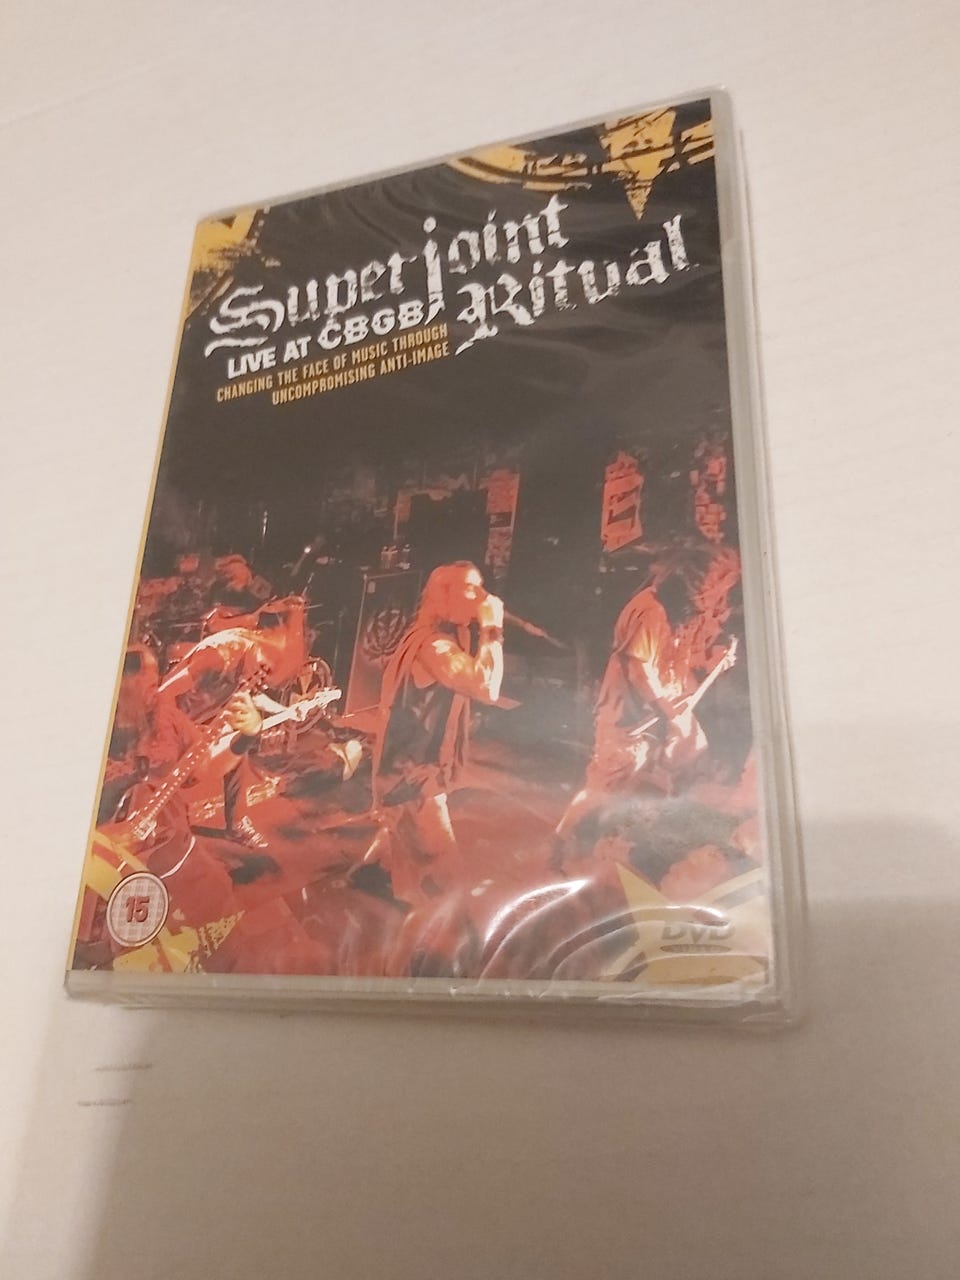 Superjoint
Ritual
LIVE AT CBGB
CHANGING THE FACE OF MUSIC THROUGH
UNCOMPROMISING ANTI-IMAGE
15
DVD